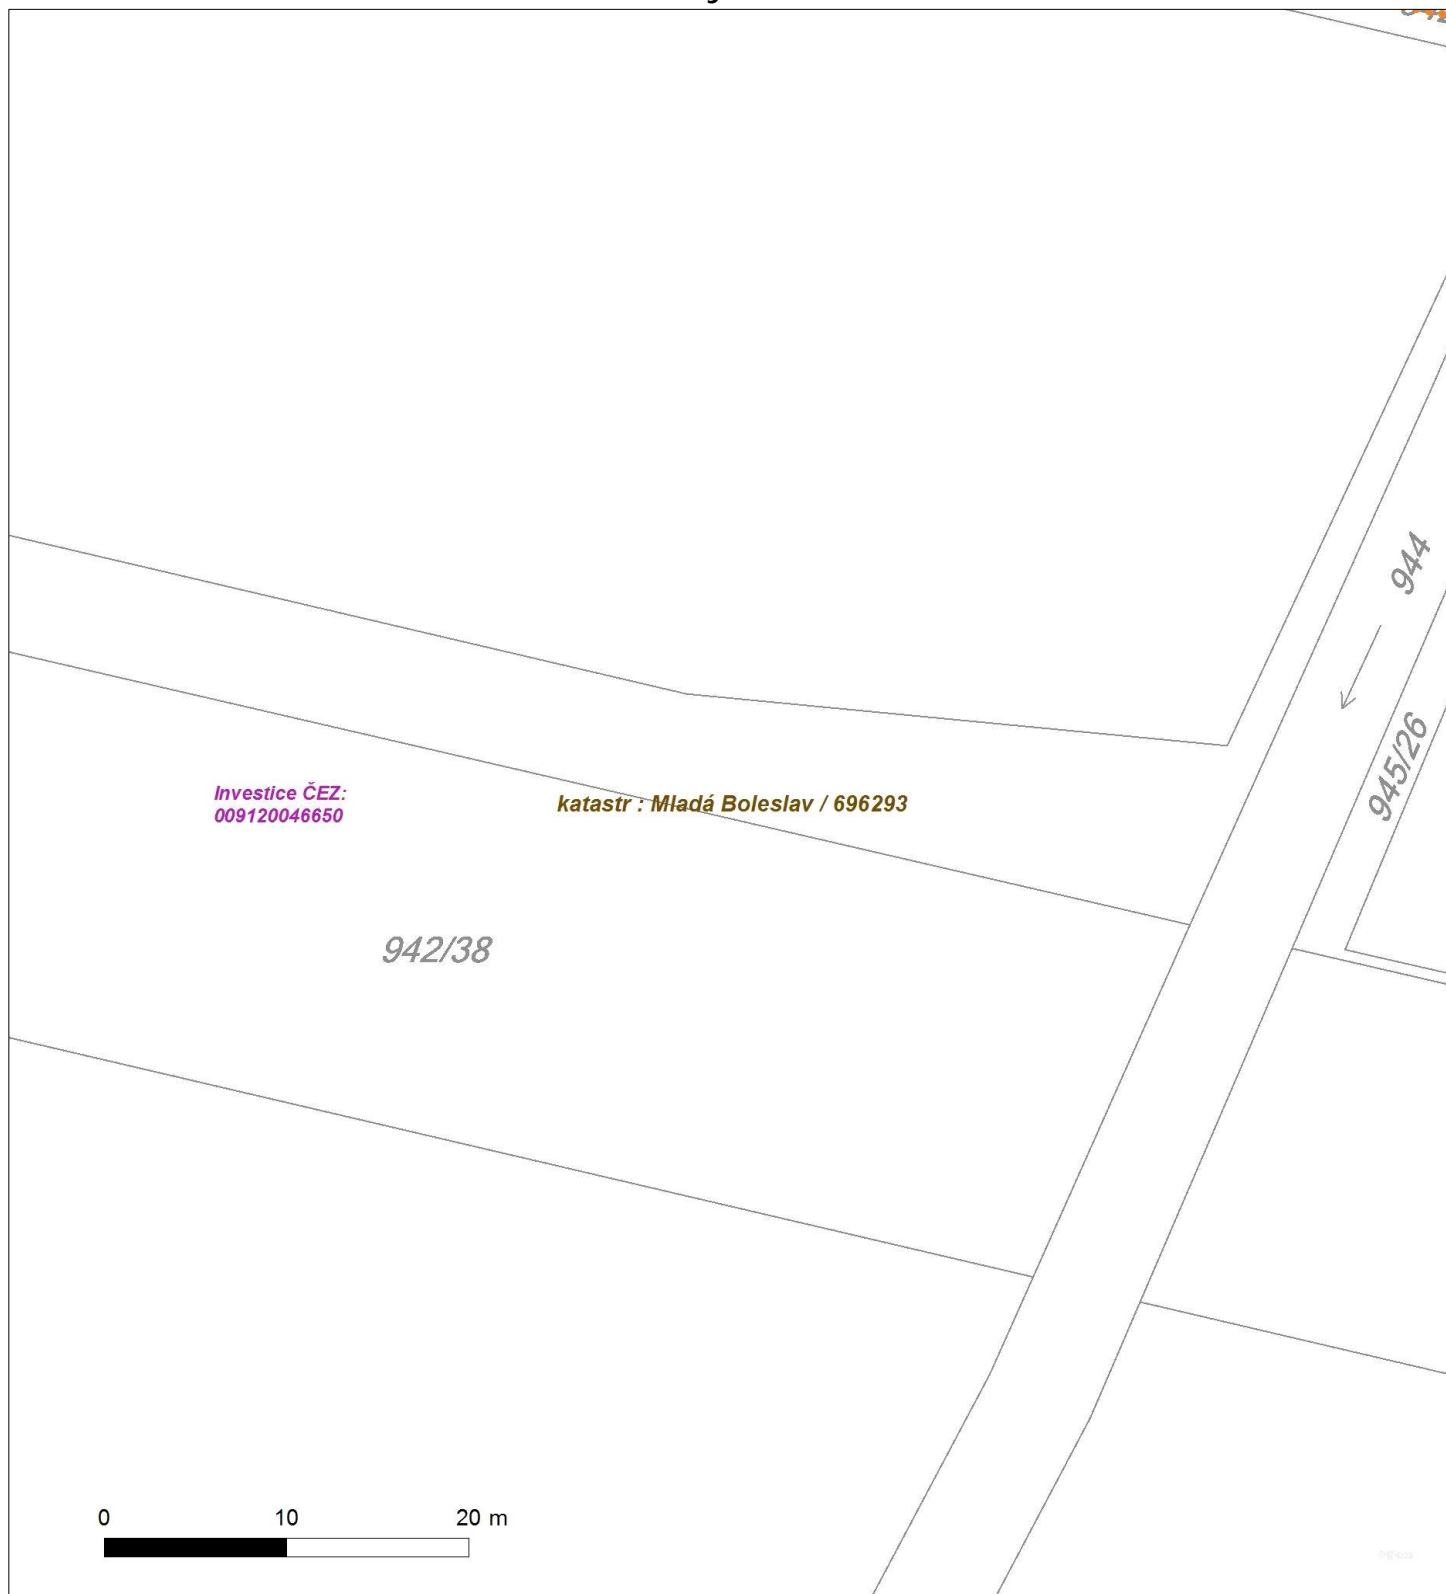 944
945/26
Investice ČEZ:
009120046650
katastr : Mladá Boleslav / 696293
942/38
0 10 20 m